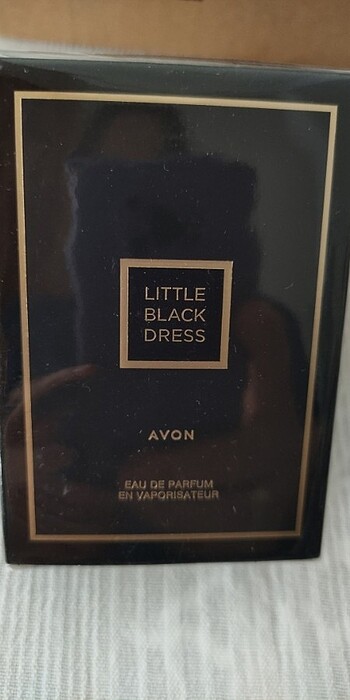 LITTLE
BLACK
DRESS
AVON
EAU DE PARFUM
EN VAPORISATEUR